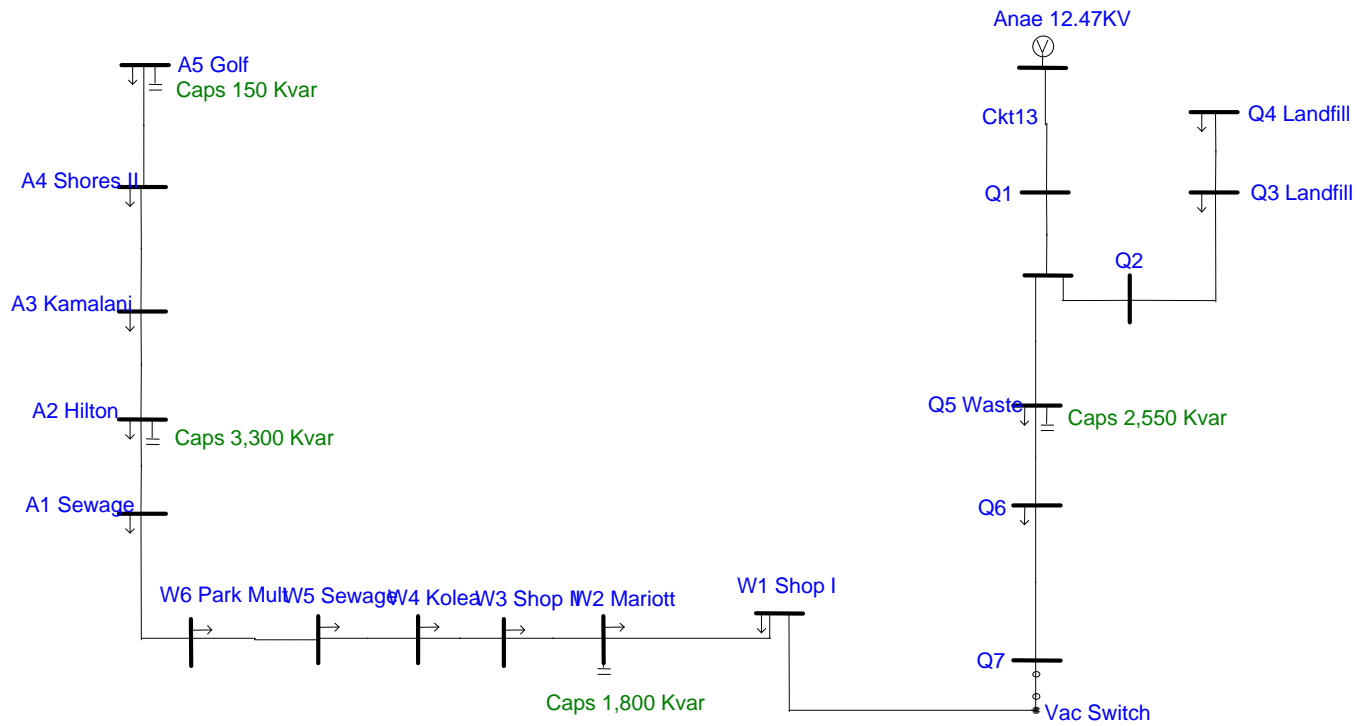 Anae 12.47KV
A5 Golf
Caps 150 Kvar
Ckt13
Q4 Landfill
A4 Shores II
Q1
Q3 Landfill
Q2
A3 Kamalani
A2 Hilton
Caps 3,300 Kvar
Q5 Waste
Caps 2,550 Kvar
A1 Sewage
Q6
W6 Park Mult
W5 Sewage
W4 Kolea
W3 Shop II
W2 Mariott
W1 Shop I
Q7
Caps 1,800 Kvar
Vac Switch
V